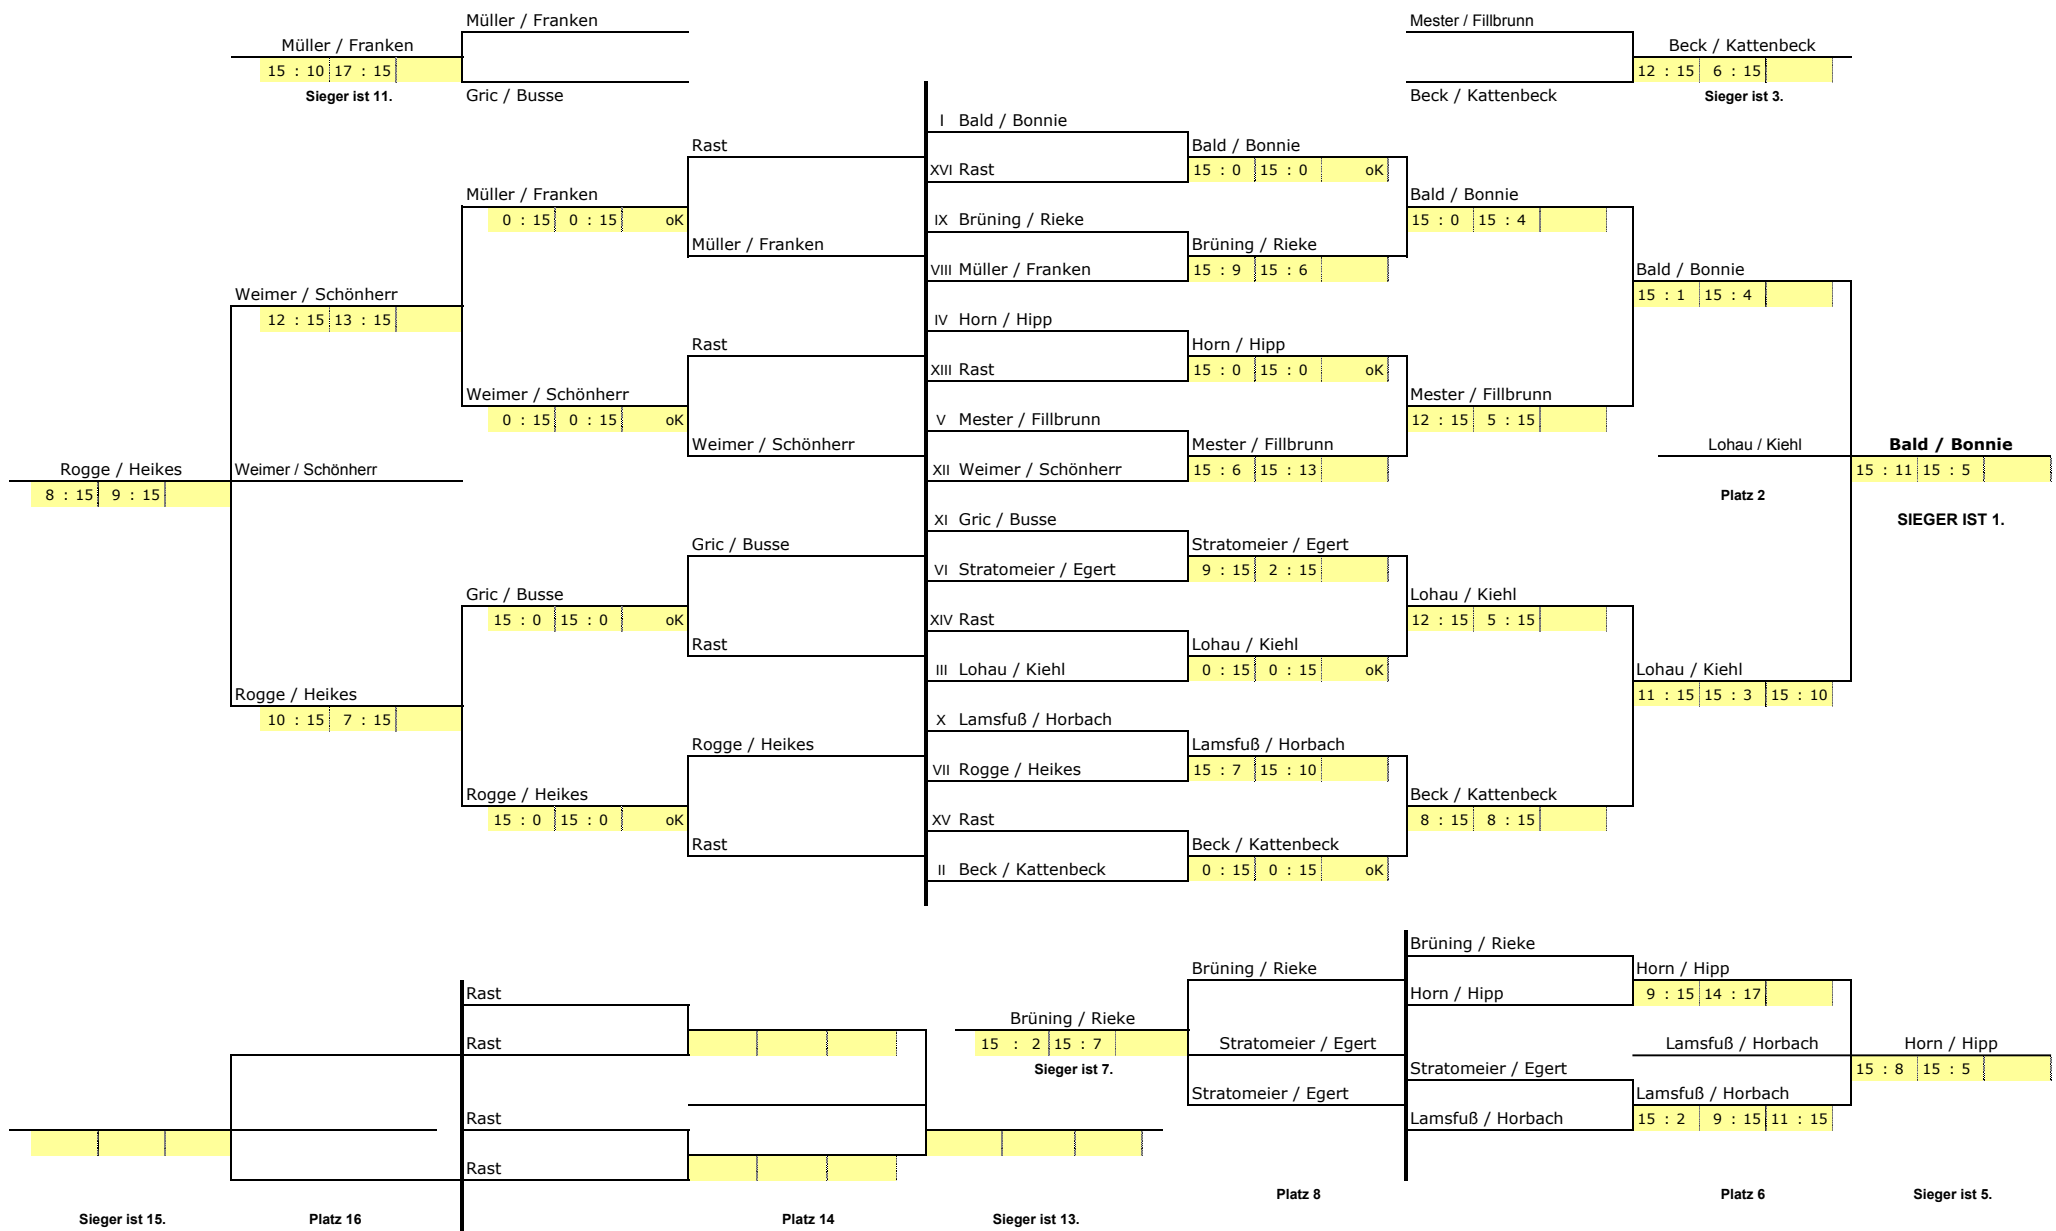 Müller / Franken
Mester / Fillbrunn
Müller / Franken
Beck / Kattenbeck
15 : 10 17 : 15
12 : 15 6 : 15
Sieger ist 11.
Gric / Busse
Beck / Kattenbeck
Sieger ist 3.
I Bald / Bonnie
Rast
Bald / Bonnie
XVI Rast
15 : 0 15 : 0 oK
Müller / Franken
Bald / Bonnie
0 : 15 0 : 15 oK
IX Brüning / Rieke
15 : 0 15 : 4
Müller / Franken
Brüning / Rieke
VIII Müller / Franken
15 : 9 15 : 6
Bald / Bonnie
Weimer / Schönherr
15 : 1 15 : 4
12 : 15 13 : 15
IV Horn / Hipp
Rast
Horn / Hipp
XIII Rast
15 : 0 15 : 0 oK
Weimer / Schönherr
Mester / Fillbrunn
0 : 15 0 : 15 oK
V Mester / Fillbrunn
12 : 15 5 : 15
Weimer / Schönherr
Mester / Fillbrunn
Lohau / Kiehl
Bald / Bonnie
Rogge / Heikes
Weimer / Schönherr
XII Weimer / Schönherr
15 : 6 15 : 13
15 : 11 15 : 5
8 : 15 9 : 15
Platz 2
XI Gric / Busse
SIEGER IST 1.
Gric / Busse
Stratomeier / Egert
VI Stratomeier / Egert
9 : 15 2 : 15
Gric / Busse
Lohau / Kiehl
15 : 0 15 : 0 oK
XIV Rast
12 : 15 5 : 15
Rast
Lohau / Kiehl
III Lohau / Kiehl
0 : 15 0 : 15 oK
Lohau / Kiehl
Rogge / Heikes
11 : 15 15 : 3 15 : 10
10 : 15 7 : 15
X Lamsfuß / Horbach
Rogge / Heikes
Lamsfuß / Horbach
VII Rogge / Heikes
15 : 7 15 : 10
Rogge / Heikes
Beck / Kattenbeck
15 : 0 15 : 0 oK
XV Rast
8 : 15 8 : 15
Rast
Beck / Kattenbeck
II Beck / Kattenbeck
0 : 15 0 : 15 oK
Brüning / Rieke
Brüning / Rieke
Horn / Hipp
Rast
Horn / Hipp
9 : 15 14 : 17
Brüning / Rieke
Rast
15 : 2 15 : 7
Stratomeier / Egert
Lamsfuß / Horbach
Horn / Hipp
Sieger ist 7.
Stratomeier / Egert
15 : 8 15 : 5
Stratomeier / Egert
Lamsfuß / Horbach
Rast
Lamsfuß / Horbach
15 : 2 9 : 15 11 : 15
Rast
Platz 8
Platz 6
Sieger ist 5.
Sieger ist 15.
Platz 16
Platz 14
Sieger ist 13.